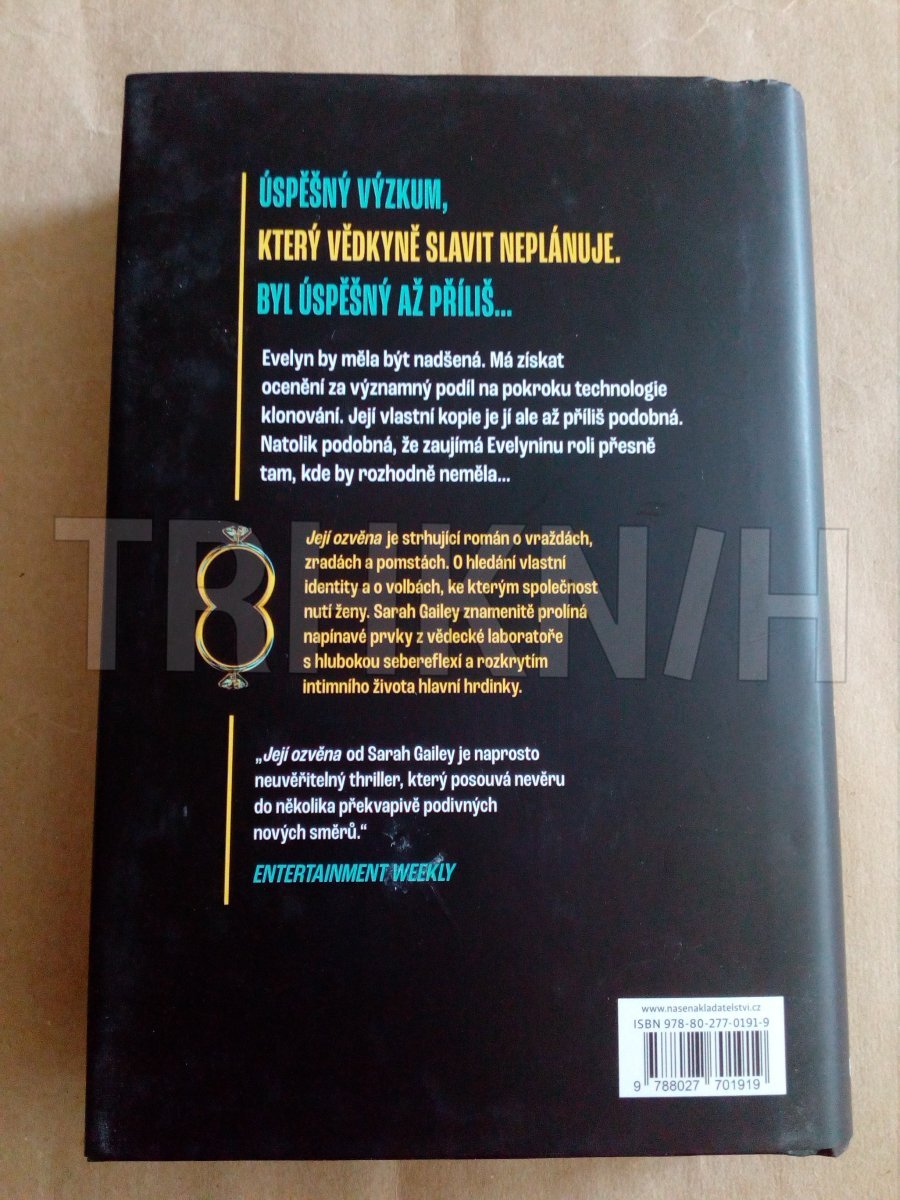 ÚSPĚŠNÝ VÝZKUM,
KTERÝ VĚDKYNĚ SLAVIT NEPLÁNUJE.
BYL ÚSPĚŠNÝ AŽ PŘÍLIŠ...
Evelyn by měla být nadšená. Má získat
ocenění za významný podíl na pokroku technologie
klonování. Její vlastní kopie je jí ale až příliš podobná.
Natolik podobná, že zaujímá Evelyninu roli přesně
tam, kde by rozhodně neměla...
TRHKNIH
Její ozvěna je strhující román o vraždách,
zradách a pomstách. O hledání vlastní
identity a o volbách, ke kterým společnost
nutí ženy. Sarah Gailey znamenitě prolíná
napínavé prvky z vědecké laboratoře
s hlubokou sebereflexí a rozkrytím
intimního života hlavní hrdinky.
„Její ozvěna od Sarah Gailey je naprosto
neuvěřitelný thriller, který posouvá nevěru
do několika překvapivě podivných
nových směrů.“
ENTERTAINMENT WEEKLY
www.nasenakladatelstvi.cz
ISBN 978-80-277-0191-9
9 788027 701919